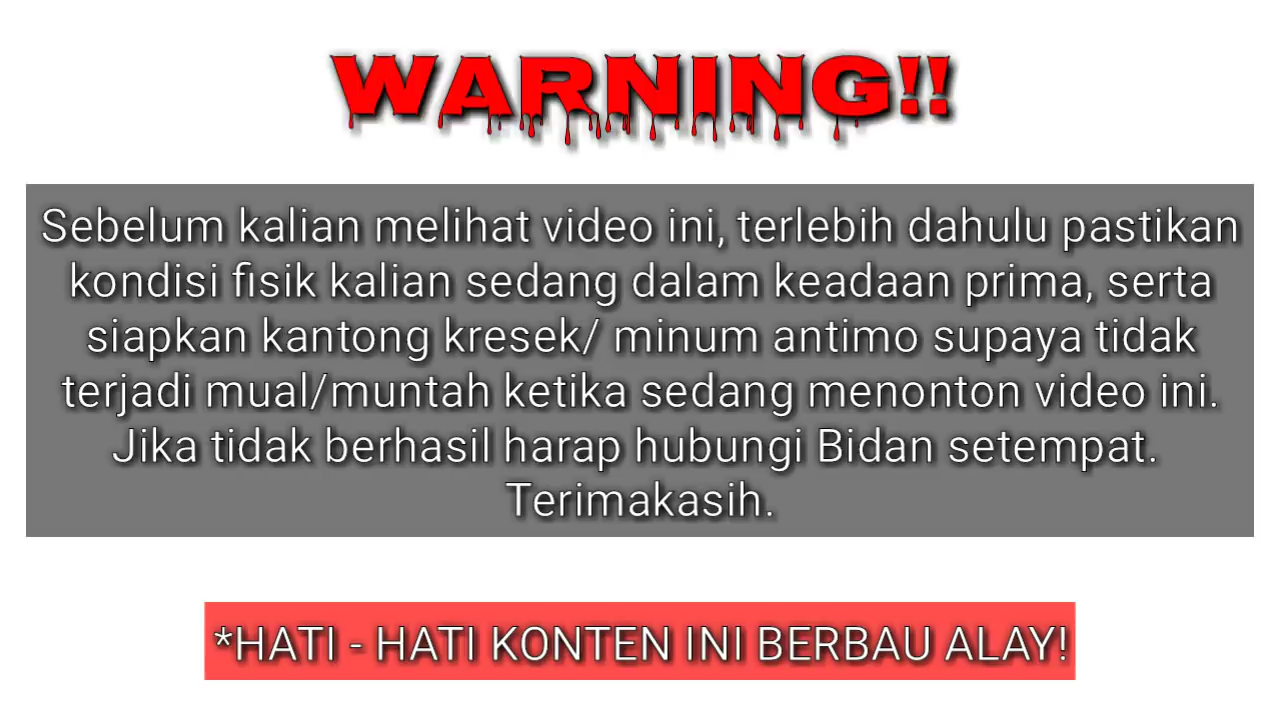 WARNING!!
Sebelum kalian melihat video ini, terlebih dahulu pastikan
kondisi fisik kalian sedang dalam keadaan prima, serta
siapkan kantong kresek/ minum antimo supaya tidak
terjadi mual/muntah ketika sedang menonton video ini.
Jika tidak berhasil harap hubungi Bidan setempat.
Terimakasih.
*HATI - HATI KONTEN INI BERBAU ALAY!